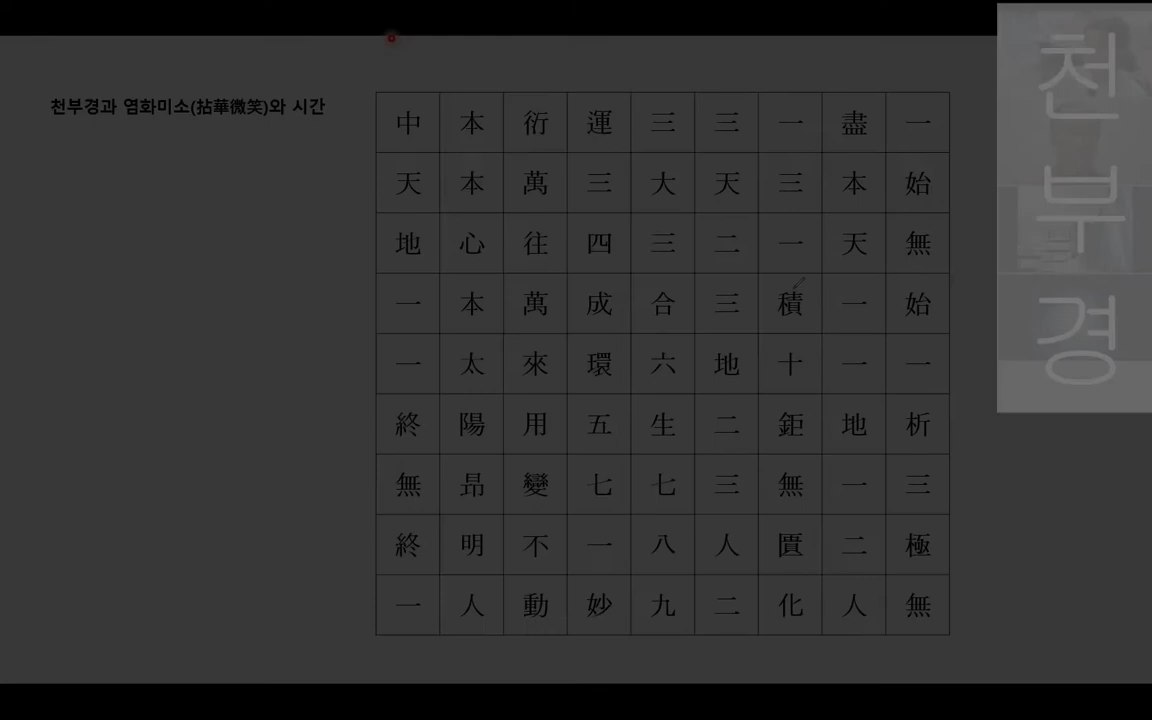 천부경과 염화미소(拈華微笑)와 시간
一始無始一析三極無
盡本天一一地一二人
一三一積十鉅無匱化
三天二三地二三人二
三大三合六生七八九
運三四成環五七一妙
衍萬往萬來用變不動
本本心本太陽昂明人
中天地一一終無終一
천부경